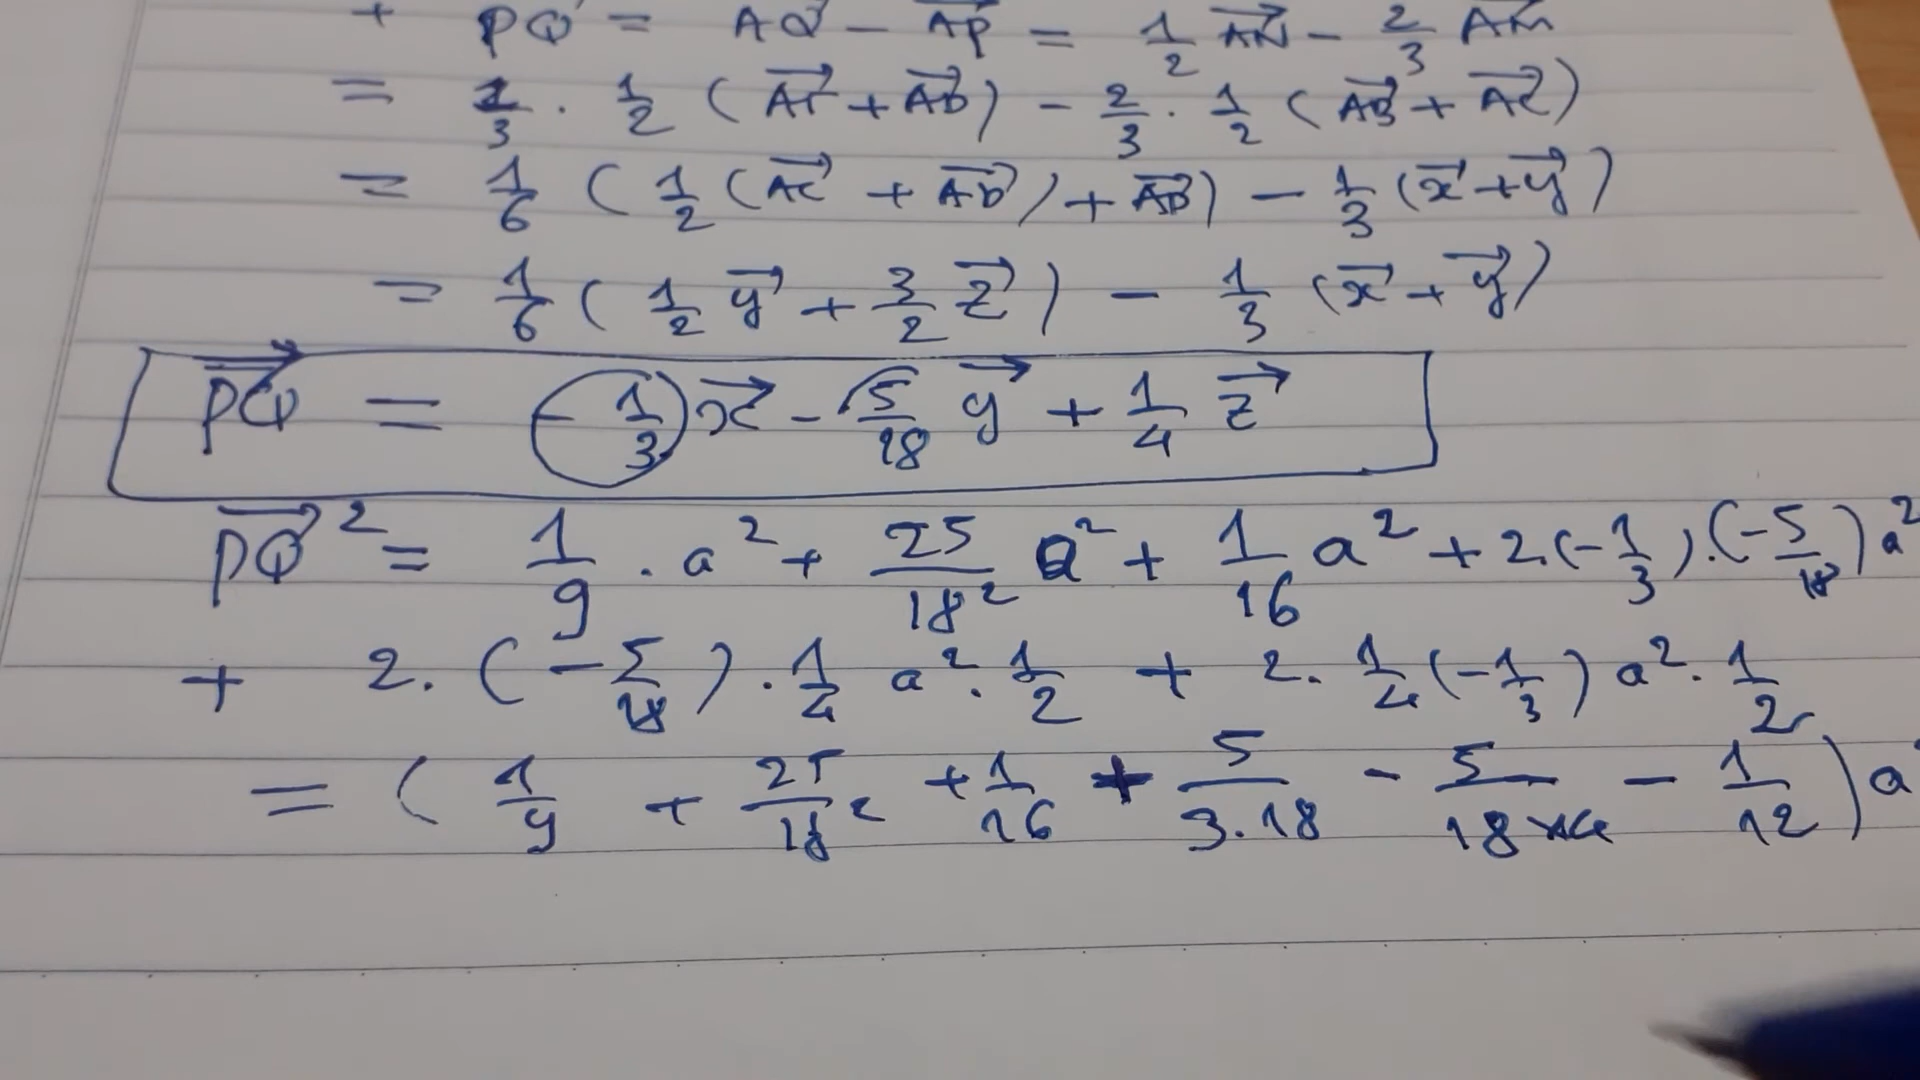 + PQ = AQ - AP = 1/2 AN - 2/3 AM
= 1/3 . 1/2 (AC + AD) - 2/3 . 1/2 (AB + AC)
= 1/6 (1/2 (AC + AD) + AD) - 1/3 (x + y)
= 1/6 (1/2 y + 3/2 z) - 1/3 (x + y)
PQ = - 1/3 x - 5/18 y + 1/4 z
PQ² = 1/9 . a² + 25/18² a² + 1/16 a² + 2.(-1/3).(-5/18) a²
+ 2.(-5/18).1/4 a².1/2 + 2.1/4(-1/3) a².1/2
= (1/9 + 25/18² + 1/16 + 5/3.18 - 5/18×4 - 1/12) a